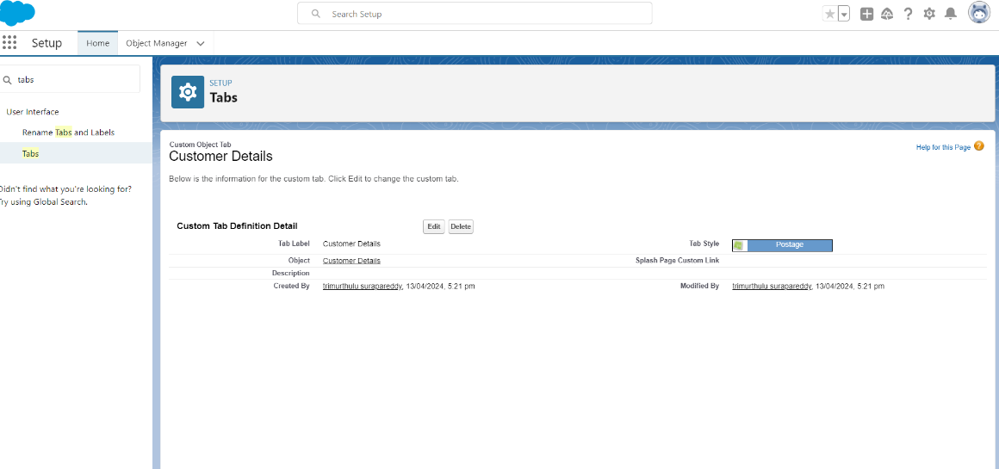 Search Setup
Setup
Home
Object Manager
tabs
User Interface
Rename Tabs and Labels
Tabs
Didn't find what you're looking for?
Try using Global Search.
SETUP
Tabs
Custom Object Tab
Customer Details
Help for this Page ?
Below is the information for the custom tab. Click Edit to change the custom tab.
Custom Tab Definition Detail Edit Delete
Tab Label Customer Details Tab Style Postage
Object Customer Details Splash Page Custom Link
Description
Created By trimurthulu surapareddy, 13/04/2024, 5:21 pm Modified By trimurthulu surapareddy, 13/04/2024, 5:21 pm